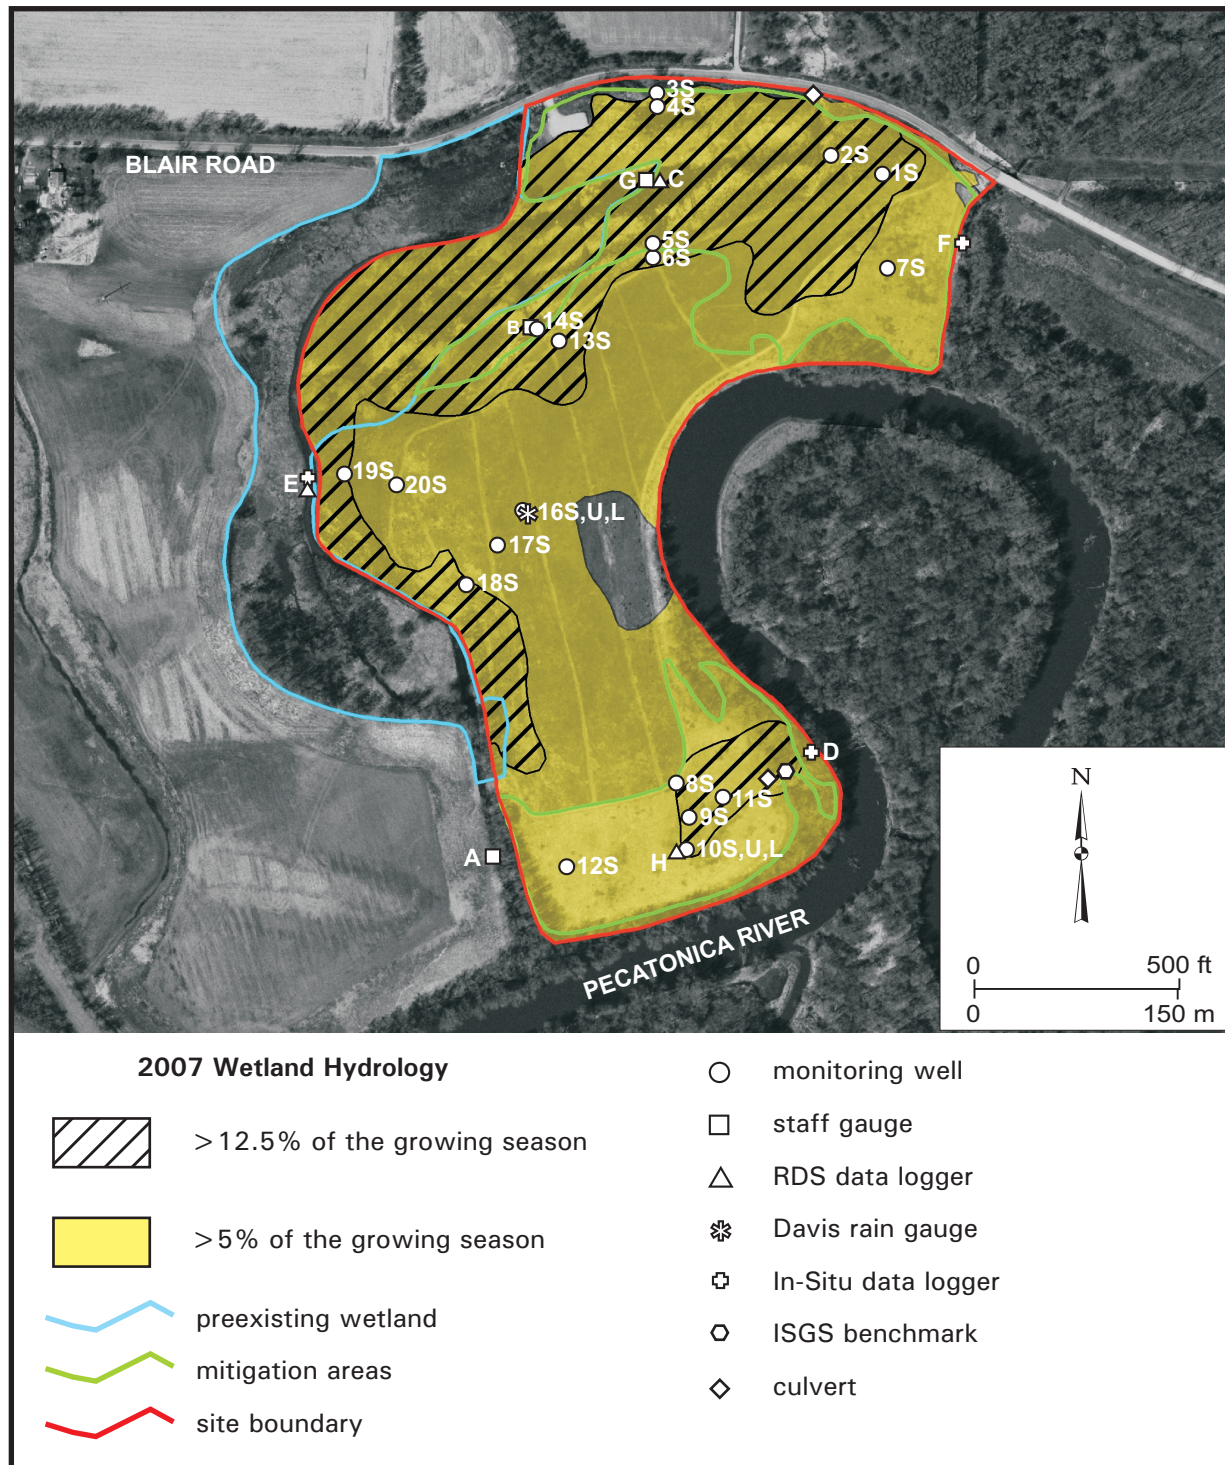 3S
4S
BLAIR ROAD
2S
1S
G
C
5S
F
6S
7S
B
14S
13S
19S
E
20S
16S,U,L
17S
18S
D
8S
11S
9S
A
H
10S,U,L
12S
PECATONICA RIVER
N
0 500 ft
0 150 m
2007 Wetland Hydrology
>12.5% of the growing season
>5% of the growing season
preexisting wetland
mitigation areas
site boundary
monitoring well
staff gauge
RDS data logger
Davis rain gauge
In-Situ data logger
ISGS benchmark
culvert